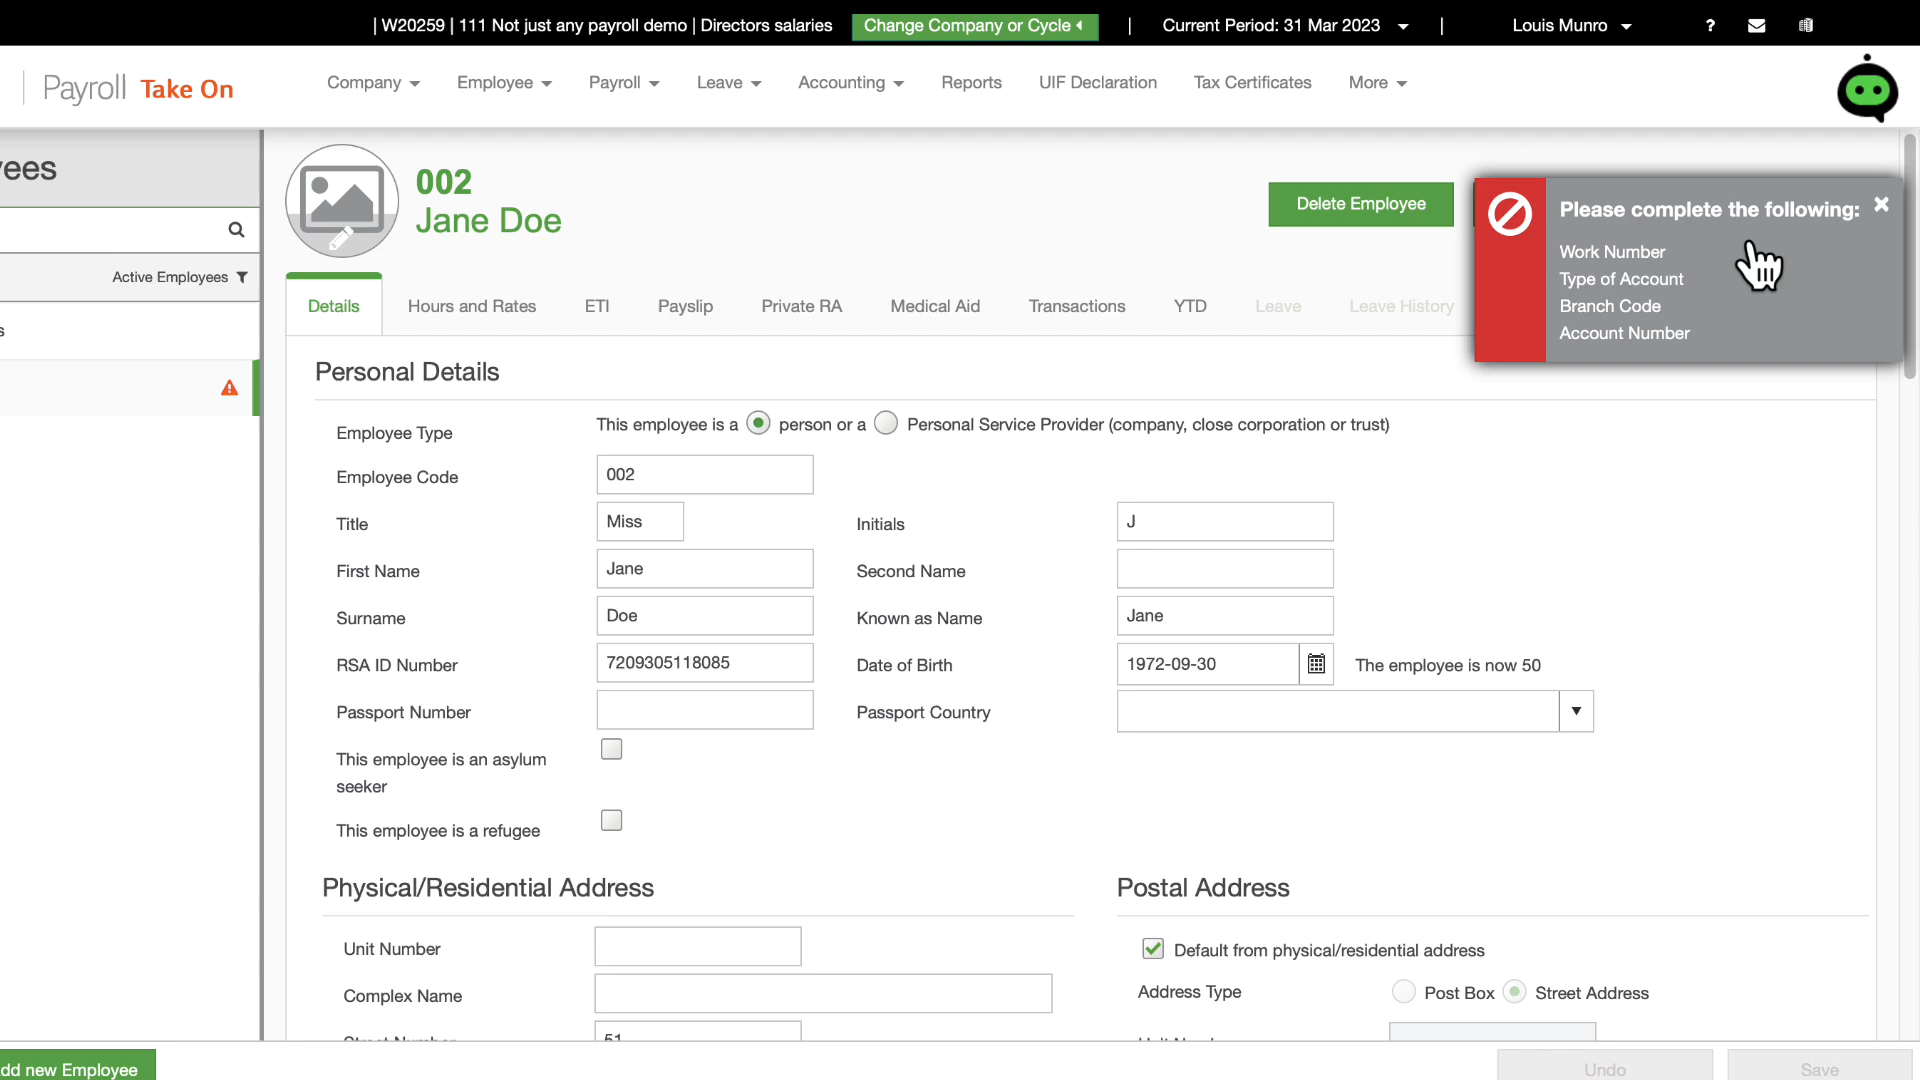 | W20259 | 111 Not just any payroll demo | Directors salaries Change Company or Cycle | Current Period: 31 Mar 2023 | Louis Munro ?
Payroll Take On Company Employee Payroll Leave Accounting Reports UIF Declaration Tax Certificates More
ees
Active Employees
s
002
Jane Doe
Delete Employee
Please complete the following:
Work Number
Type of Account
Branch Code
Account Number
Details Hours and Rates ETI Payslip Private RA Medical Aid Transactions YTD Leave Leave History
Personal Details
Employee Type This employee is a person or a Personal Service Provider (company, close corporation or trust)
Employee Code 002
Title Miss Initials J
First Name Jane Second Name
Surname Doe Known as Name Jane
RSA ID Number 7209305118085 Date of Birth 1972-09-30 The employee is now 50
Passport Number Passport Country
This employee is an asylum
seeker
This employee is a refugee
Physical/Residential Address Postal Address
Unit Number Default from physical/residential address
Complex Name Address Type Post Box Street Address
Street Number 51 Unit Number
dd new Employee Undo Save